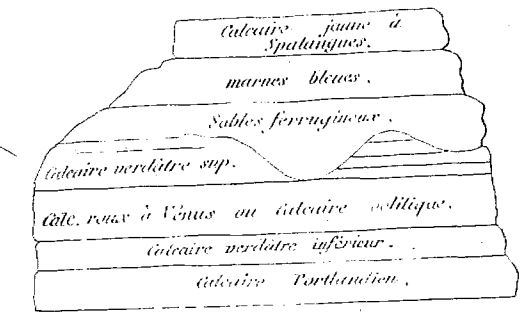 Calcaire jaune à
Spatangues.
marnes bleues.
Sables ferrugineux.
Calcaire verdâtre sup.
Calc. roux à Vénus ou Calcaire oolitique.
Calcaire verdâtre inférieur.
Calcaire Portlandien.